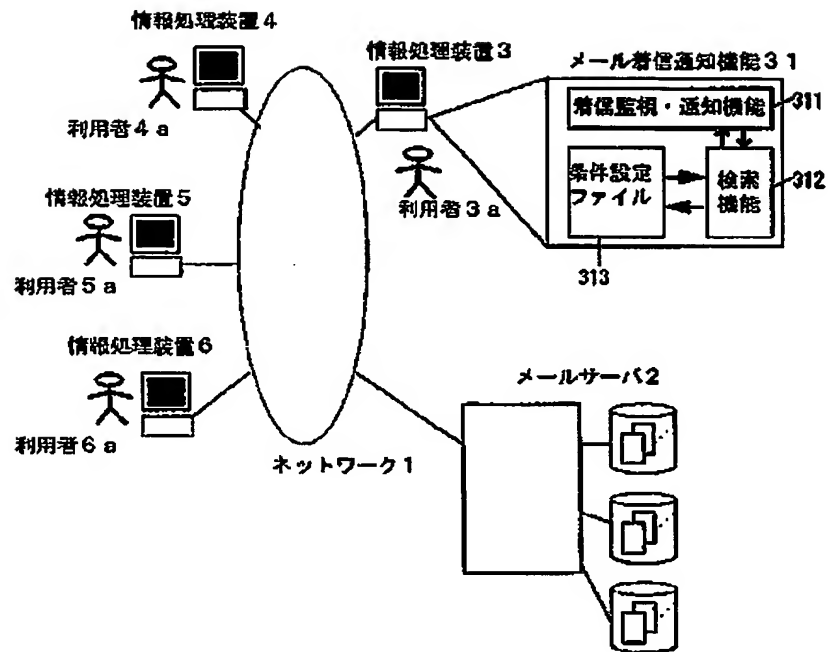 情報処理装置4
利用者4a
情報処理装置3
利用者3a
メール着信通知機能31
着信監視・通知機能
311
条件設定
ファイル
検索
機能
312
313
情報処理装置5
利用者5a
情報処理装置6
利用者6a
ネットワーク1
メールサーバ2